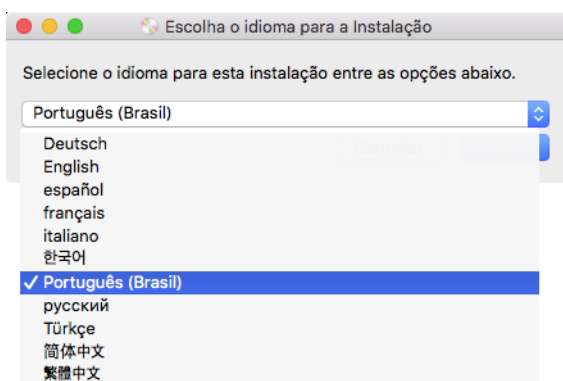 Escolha o idioma para a Instalação
Selecione o idioma para esta instalação entre as opções abaixo.
Português (Brasil)
Deutsch
English
español
français
italiano
한국어
✓ Português (Brasil)
русский
Türkçe
简体中文
繁體中文